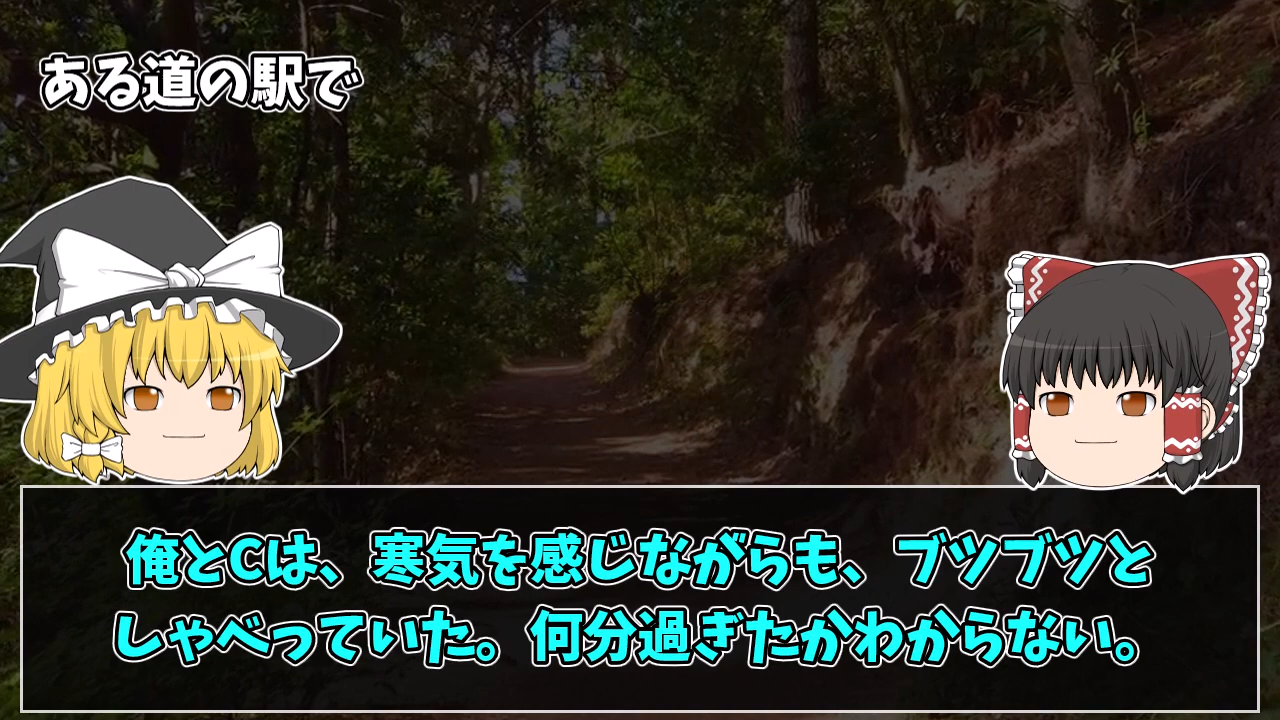 ある道の駅で
俺とCは、寒気を感じながらも、ブツブツと
しゃべっていた。何分過ぎたかわからない。